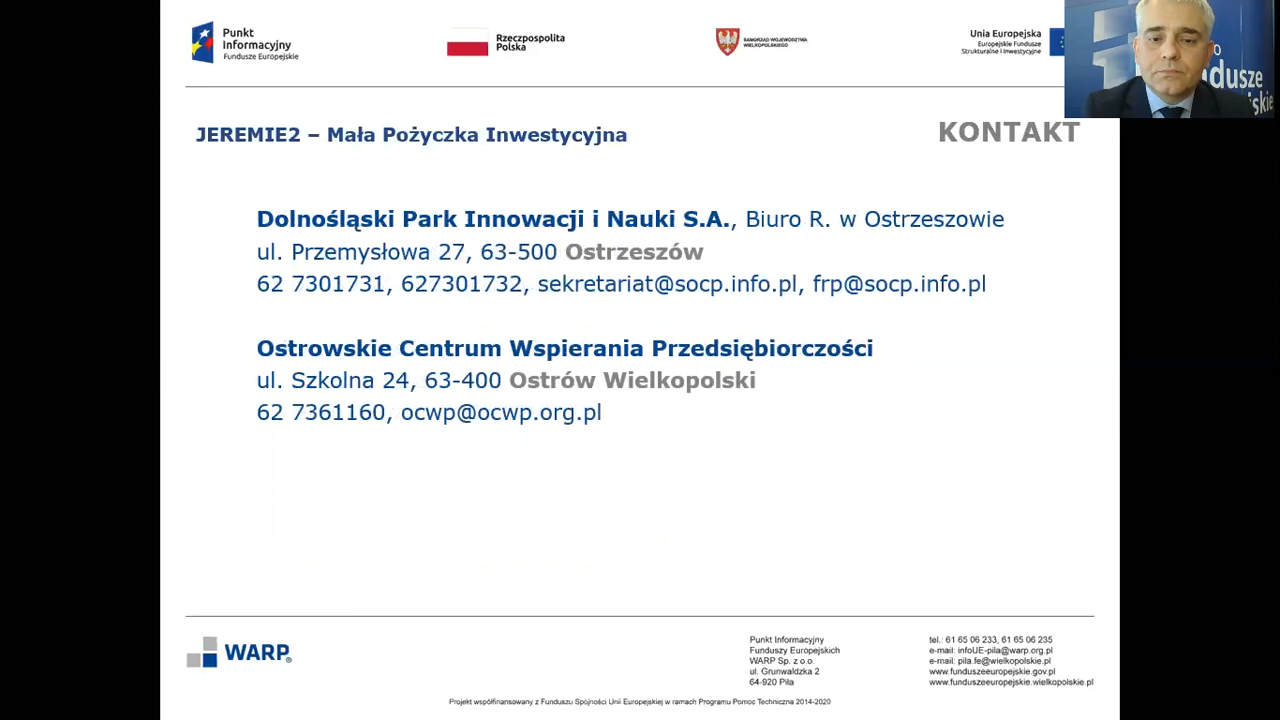 Punkt
Informacyjny
Fundusze Europejskie
Rzeczpospolita
Polska
SAMORZĄD WOJEWÓDZTWA
WIELKOPOLSKIEGO
Unia Europejska
Europejskie Fundusze
Strukturalne i Inwestycyjne
JEREMIE2 – Mała Pożyczka Inwestycyjna
KONTAKT
Dolnośląski Park Innowacji i Nauki S.A., Biuro R. w Ostrzeszowie
ul. Przemysłowa 27, 63-500 Ostrzeszów
62 7301731, 627301732, sekretariat@socp.info.pl, frp@socp.info.pl
Ostrowskie Centrum Wspierania Przedsiębiorczości
ul. Szkolna 24, 63-400 Ostrów Wielkopolski
62 7361160, ocwp@ocwp.org.pl
WARP
Punkt Informacyjny
Funduszy Europejskich
WARP Sp. z o.o.
ul. Grunwaldzka 2
64-920 Piła
tel.: 61 65 06 233, 61 65 06 235
e-mail: infoUE-pila@warp.org.pl
e-mail: pila.fe@wielkopolskie.pl
www.funduszeeuropejskie.gov.pl
www.funduszeeuropejskie.wielkopolskie.pl
Projekt współfinansowany z Funduszu Spójności Unii Europejskiej w ramach Programu Pomoc Techniczna 2014-2020